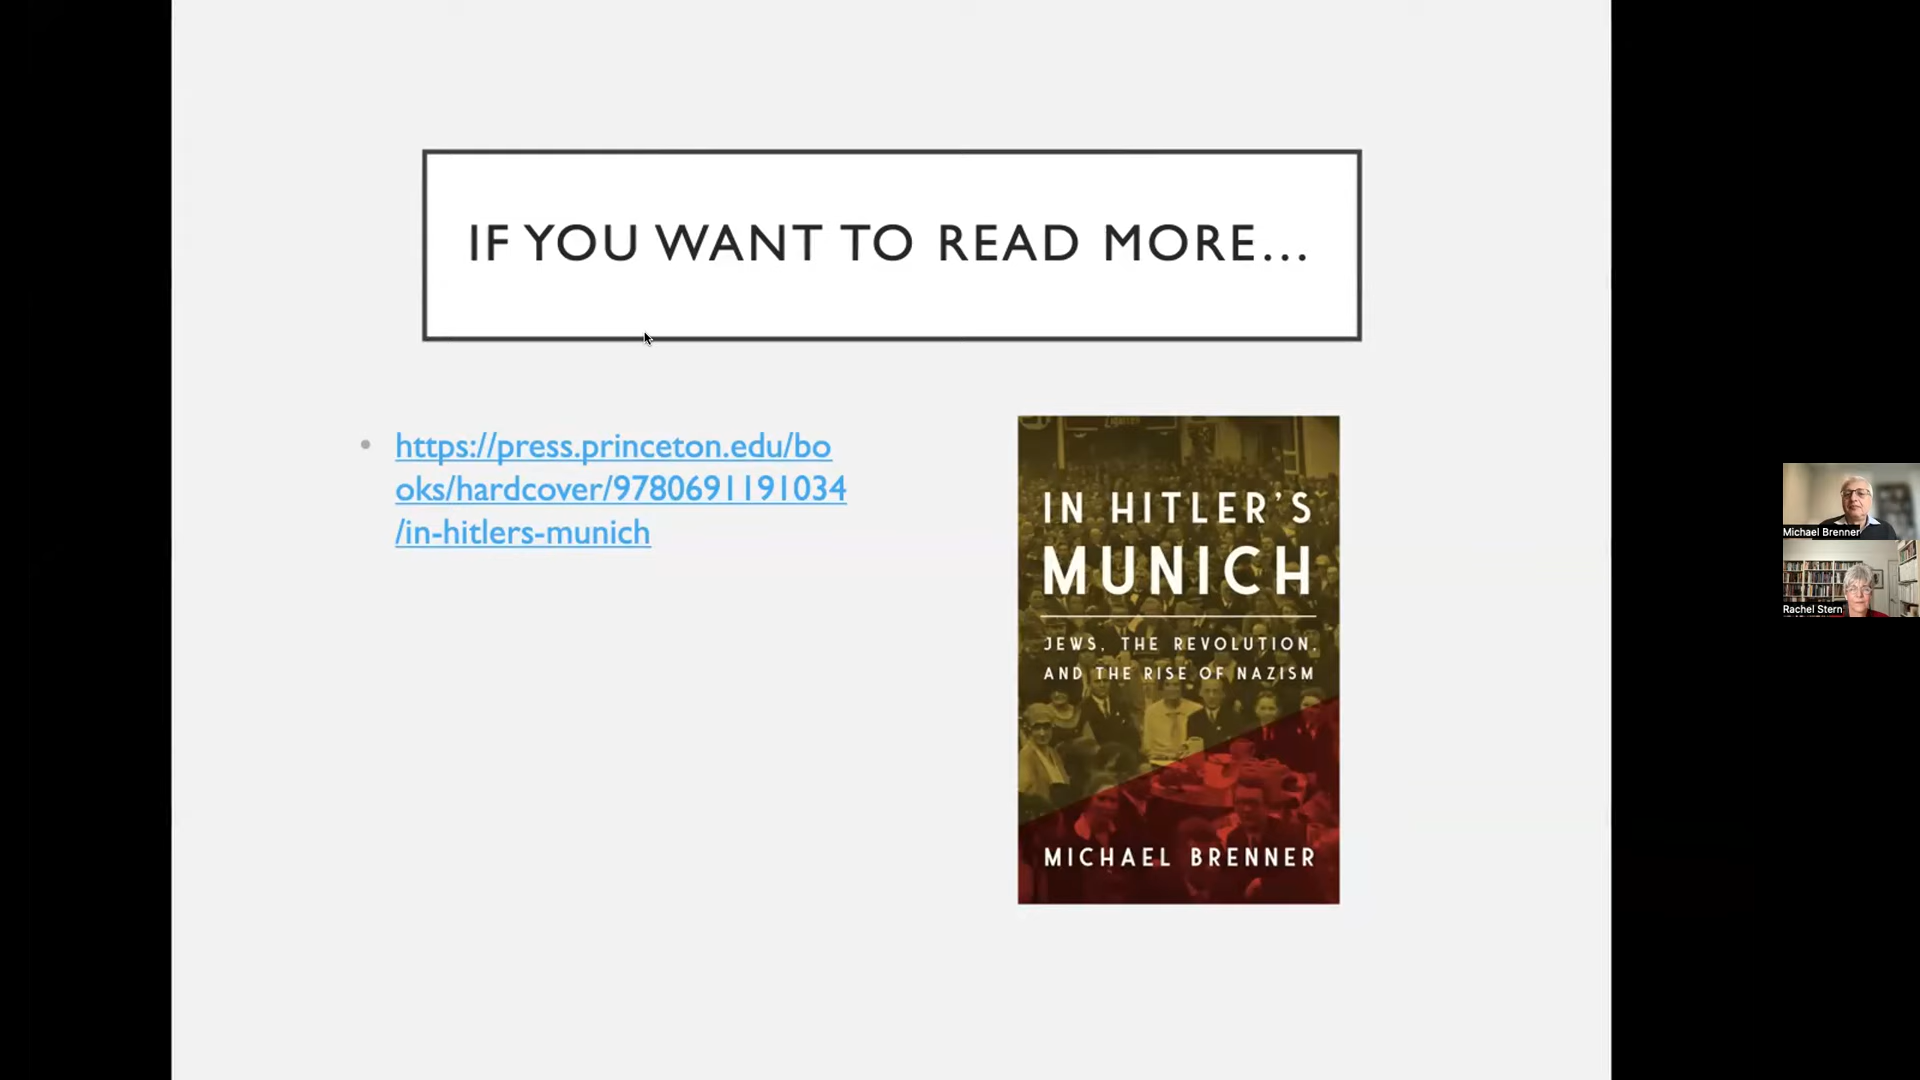 IF YOU WANT TO READ MORE...
https://press.princeton.edu/bo
oks/hardcover/9780691191034
/in-hitlers-munich
IN HITLER'S
MUNICH
JEWS, THE REVOLUTION,
AND THE RISE OF NAZISM
MICHAEL BRENNER
Michael Brenner
Rachel Stern